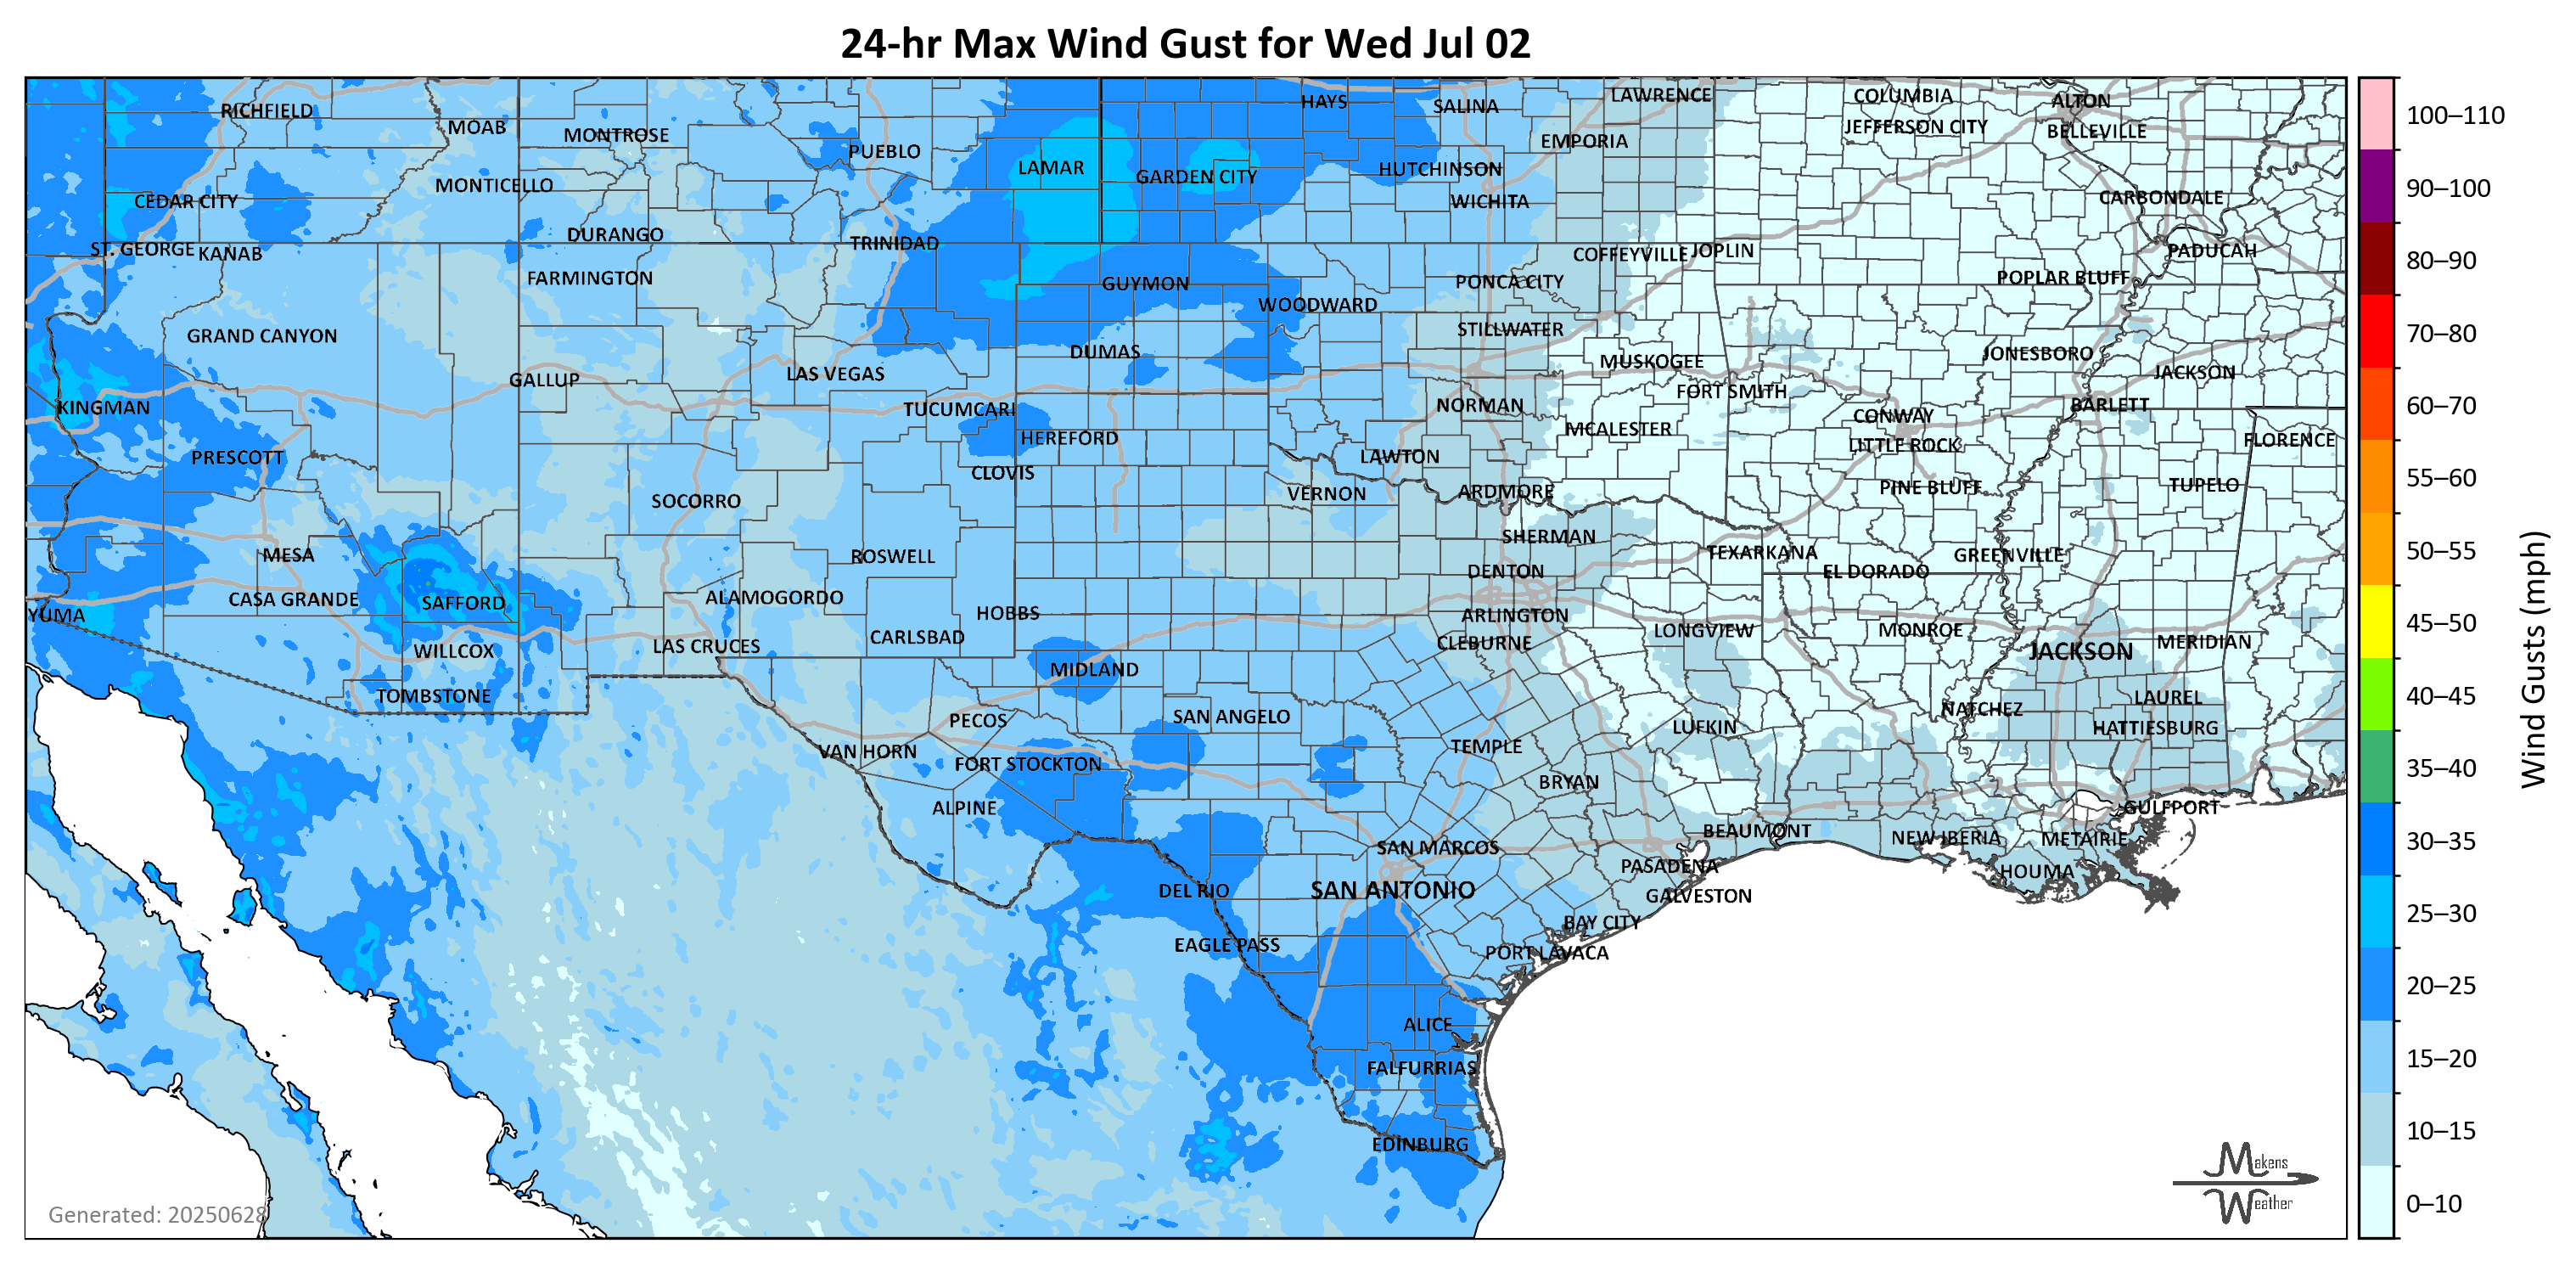 24-hr Max Wind Gust for Wed Jul 02
RICHFIELD
MOAB
MONTROSE
PUEBLO
LAMAR
HAYS
SALINA
LAWRENCE
COLUMBIA
ALTON
EMPORIA
JEFFERSON CITY
BELLEVILLE
GARDEN CITY
HUTCHINSON
MONTICELLO
CEDAR CITY
WICHITA
CARBONDALE
DURANGO
TRINIDAD
ST. GEORGE
KANAB
COFFEYVILLE
JOPLIN
PADUCAH
FARMINGTON
GUYMON
PONCA CITY
POPLAR BLUFF
WOODWARD
GRAND CANYON
STILLWATER
DUMAS
MUSKOGEE
JONESBORO
GALLUP
LAS VEGAS
JACKSON
FORT SMITH
KINGMAN
TUCUMCARI
NORMAN
BARLETT
CONWAY
MCALESTER
HEREFORD
LITTLE ROCK
FLORENCE
PRESCOTT
LAWTON
CLOVIS
SOCORRO
VERNON
ARDMORE
PINE BLUFF
TUPELO
SHERMAN
MESA
ROSWELL
TEXARKANA
GREENVILLE
DENTON
EL DORADO
CASA GRANDE
SAFFORD
ALAMOGORDO
YUMA
HOBBS
ARLINGTON
LONGVIEW
MONROE
CARLSBAD
CLEBURNE
MERIDIAN
WILLCOX
LAS CRUCES
JACKSON
MIDLAND
TOMBSTONE
LAUREL
NATCHEZ
PECOS
SAN ANGELO
LUFKIN
HATTIESBURG
VAN HORN
TEMPLE
FORT STOCKTON
BRYAN
ALPINE
GULFPORT
BEAUMONT
NEW IBERIA
METAIRIE
SAN MARCOS
PASADENA
HOUMA
DEL RIO
SAN ANTONIO
GALVESTON
BAY CITY
EAGLE PASS
PORT LAVACA
ALICE
FALFURRIAS
EDINBURG
Generated: 20250628
Makens
Weather
100–110
90–100
80–90
70–80
60–70
55–60
50–55
45–50
40–45
35–40
30–35
25–30
20–25
15–20
10–15
0–10
Wind Gusts (mph)